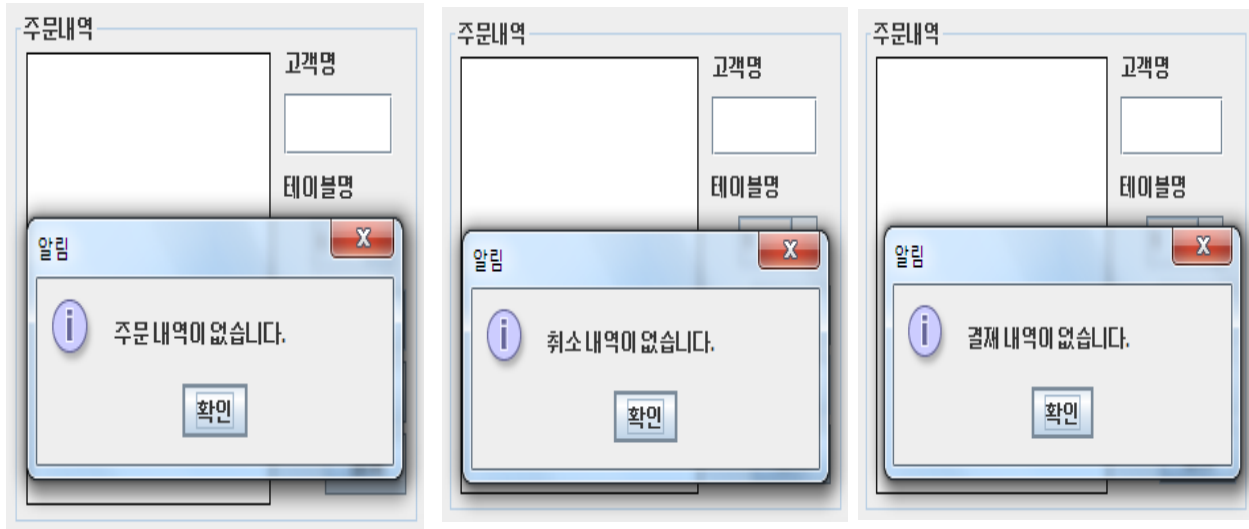 주문내역
고객명
테이블명
알림
X
i
주문 내역이 없습니다.
확인
주문내역
고객명
테이블명
알림
X
i
취소 내역이 없습니다.
확인
주문내역
고객명
테이블명
알림
X
i
결제 내역이 없습니다.
확인